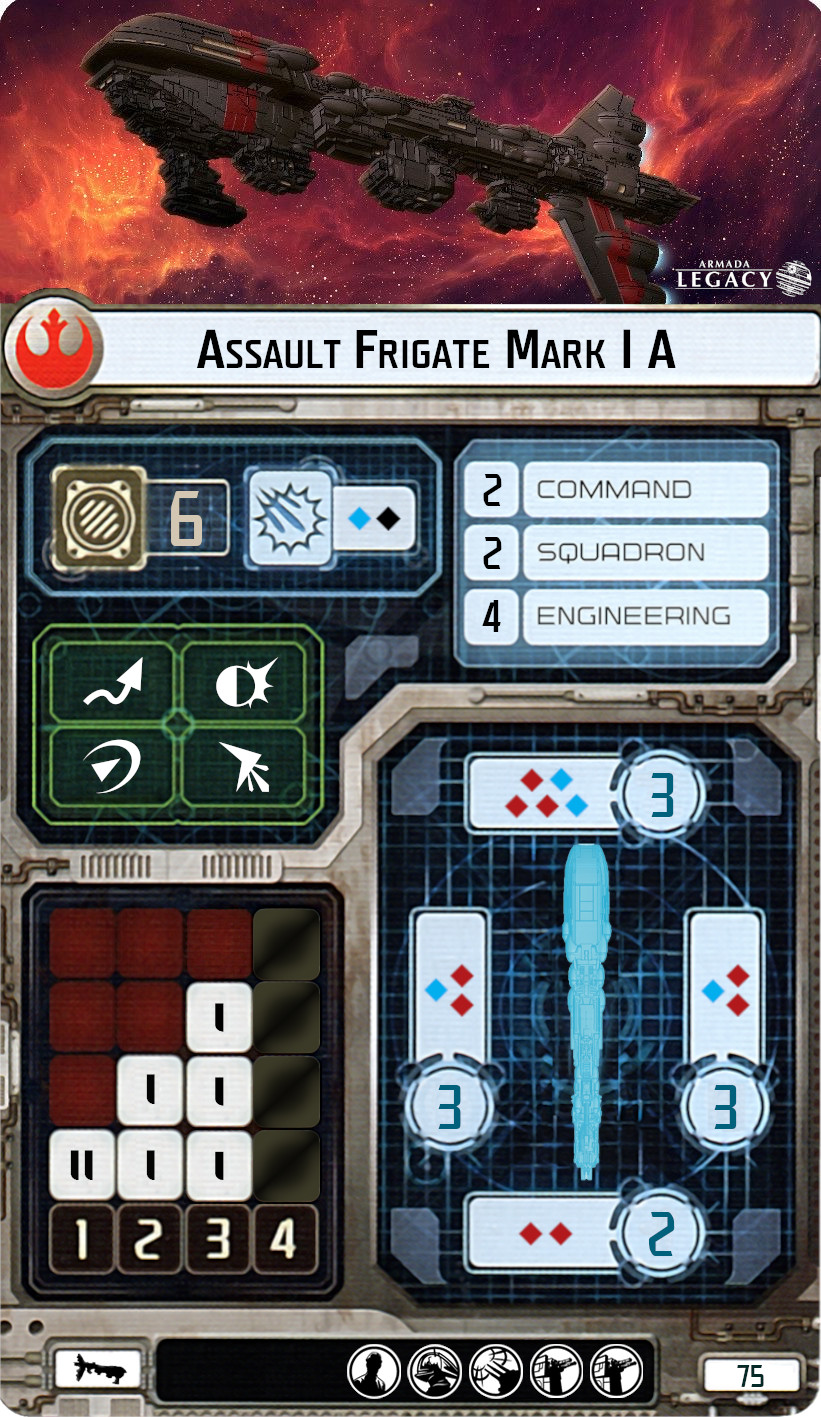 ARMADA
LEGACY
Assault Frigate Mark I A
6
2 COMMAND
2 SQUADRON
4 ENGINEERING
3
3 3
2
I
I I
II I I
1 2 3 4
75